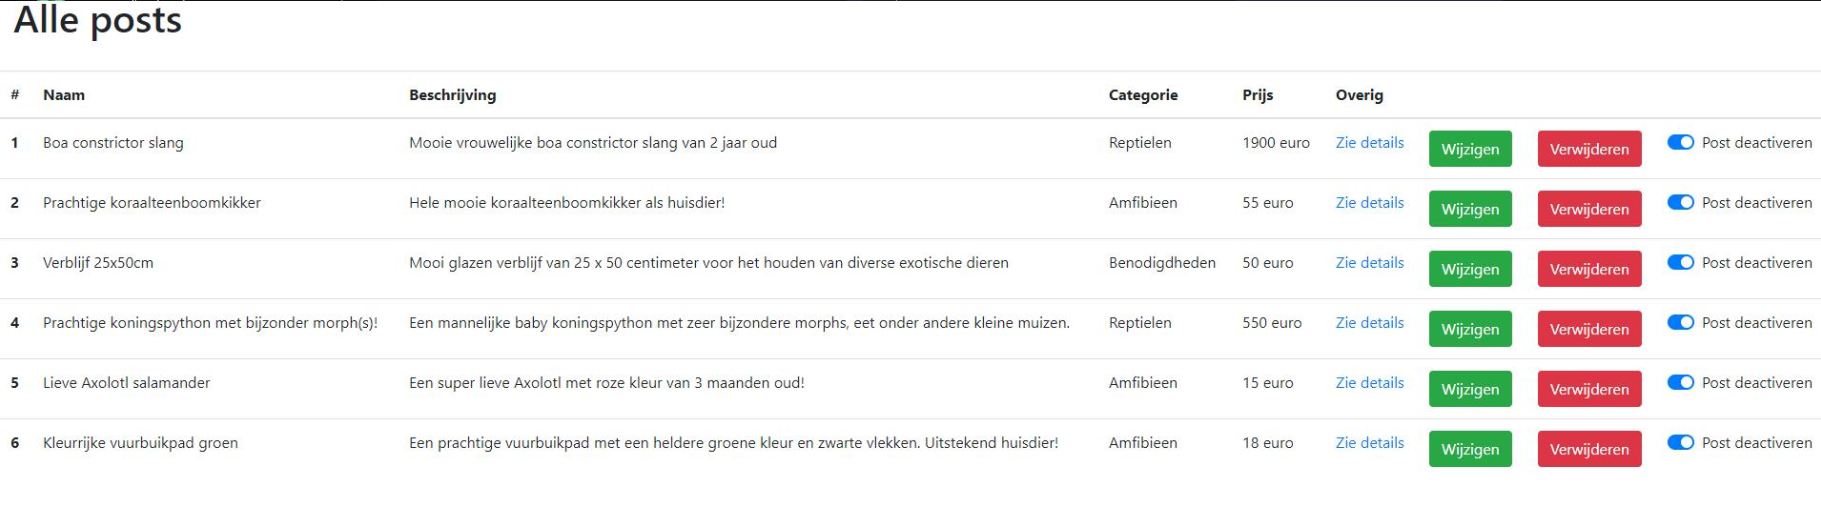 Alle posts
# Naam Beschrijving Categorie Prijs Overig
1 Boa constrictor slang Mooie vrouwelijke boa constrictor slang van 2 jaar oud Reptielen 1900 euro Zie details Wijzigen Verwijderen Post deactiveren
2 Prachtige koraalteenboomkikker Hele mooie koraalteenboomkikker als huisdier! Amfibieen 55 euro Zie details Wijzigen Verwijderen Post deactiveren
3 Verblijf 25x50cm Mooi glazen verblijf van 25 x 50 centimeter voor het houden van diverse exotische dieren Benodigdheden 50 euro Zie details Wijzigen Verwijderen Post deactiveren
4 Prachtige koningspython met bijzonder morph(s)! Een mannelijke baby koningspython met zeer bijzondere morphs, eet onder andere kleine muizen. Reptielen 550 euro Zie details Wijzigen Verwijderen Post deactiveren
5 Lieve Axolotl salamander Een super lieve Axolotl met roze kleur van 3 maanden oud! Amfibieen 15 euro Zie details Wijzigen Verwijderen Post deactiveren
6 Kleurrijke vuurbuikpad groen Een prachtige vuurbuikpad met een heldere groene kleur en zwarte vlekken. Uitstekend huisdier! Amfibieen 18 euro Zie details Wijzigen Verwijderen Post deactiveren